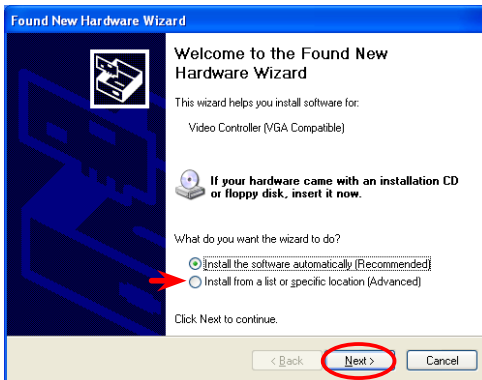 Found New Hardware Wizard
Welcome to the Found New
Hardware Wizard
This wizard helps you install software for:
Video Controller (VGA Compatible)
If your hardware came with an installation CD
or floppy disk, insert it now.
What do you want the wizard to do?
Install the software automatically (Recommended)
Install from a list or specific location (Advanced)
Click Next to continue.
< Back Next > Cancel